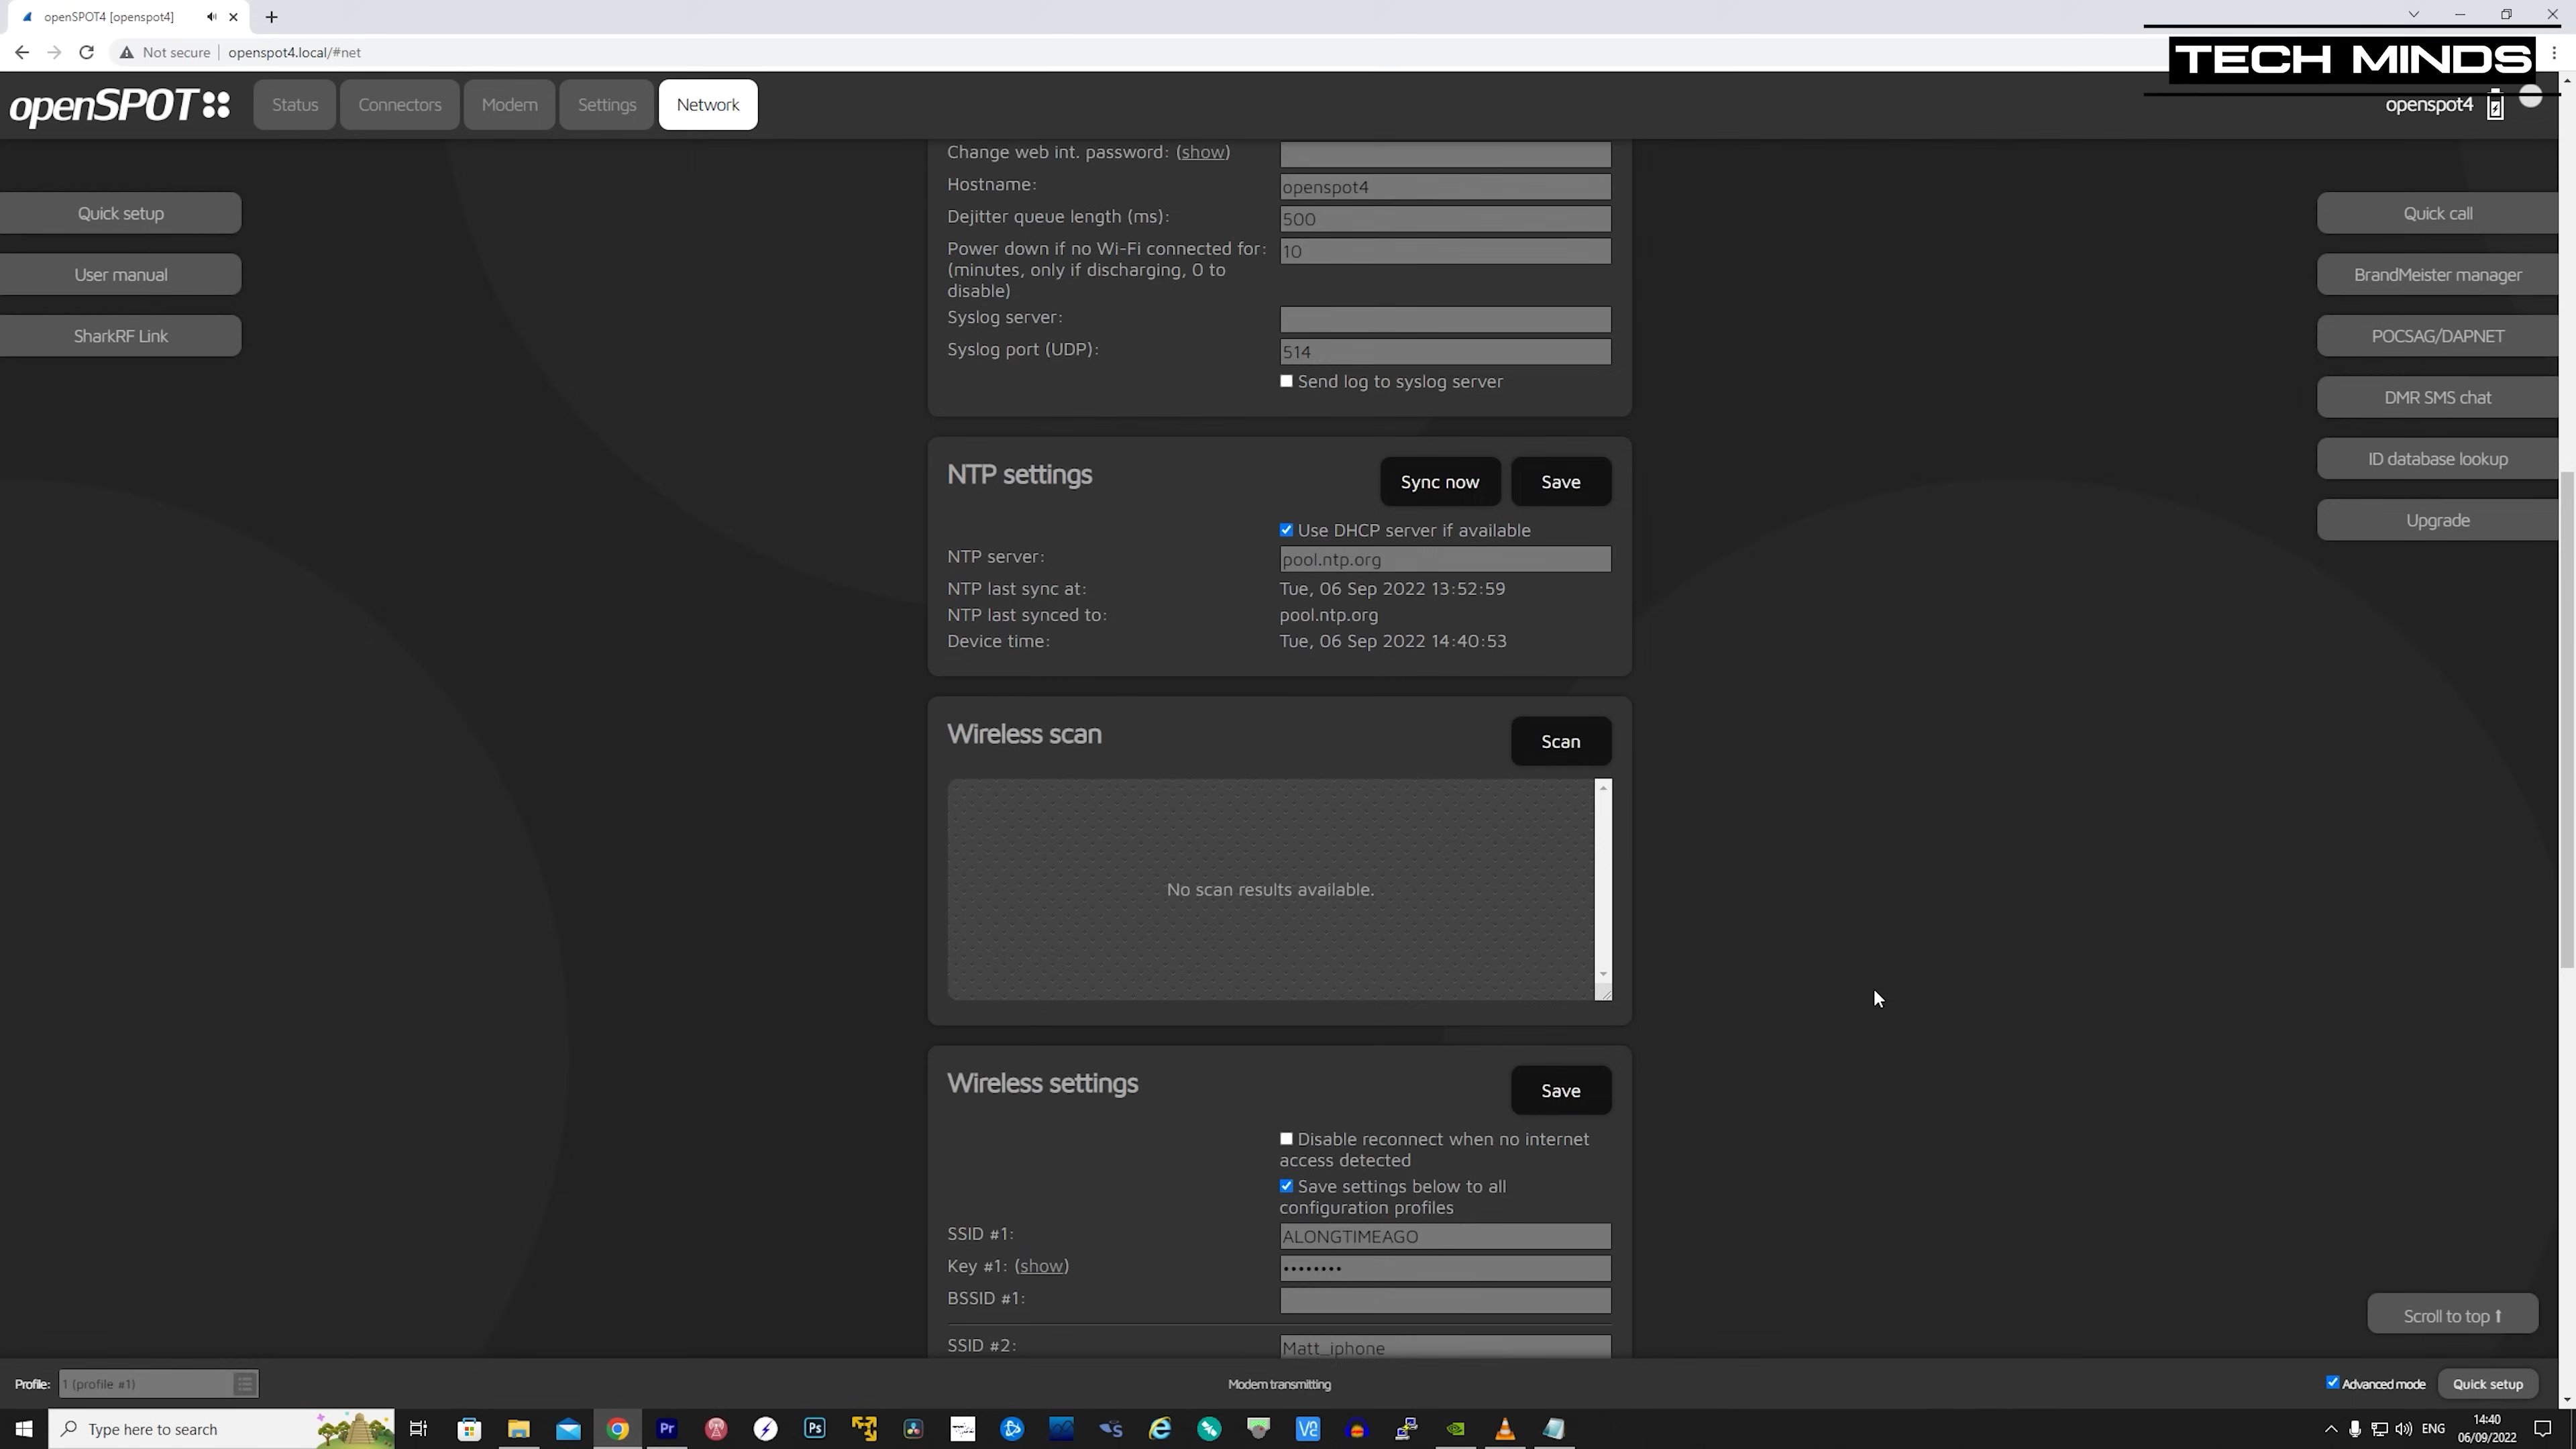 openSPOT4 [openspot4]
Not secure
openspot4.local/#net
TECH MINDS
openSPOT
Status
Connectors
Modem
Settings
Network
openspot4
Quick setup
User manual
SharkRF Link
Change web int. password: (show)
Hostname:
openspot4
Dejitter queue length (ms):
500
Power down if no Wi-Fi connected for:
10
(minutes, only if discharging, 0 to
disable)
Syslog server:
Syslog port (UDP):
514
Send log to syslog server
NTP settings
Sync now
Save
Use DHCP server if available
NTP server:
pool.ntp.org
NTP last sync at:
Tue, 06 Sep 2022 13:52:59
NTP last synced to:
pool.ntp.org
Device time:
Tue, 06 Sep 2022 14:40:53
Wireless scan
Scan
No scan results available.
Wireless settings
Save
Disable reconnect when no internet
access detected
Save settings below to all
configuration profiles
SSID #1:
ALONGTIMEAGO
Key #1: (show)
••••••••
BSSID #1:
SSID #2:
Matt_iphone
Quick call
BrandMeister manager
POCSAG/DAPNET
DMR SMS chat
ID database lookup
Upgrade
Scroll to top ↑
Profile:
1 (profile #1)
Modem transmitting
Advanced mode
Quick setup
Type here to search
Pr
Ps
ENG
14:40
06/09/2022